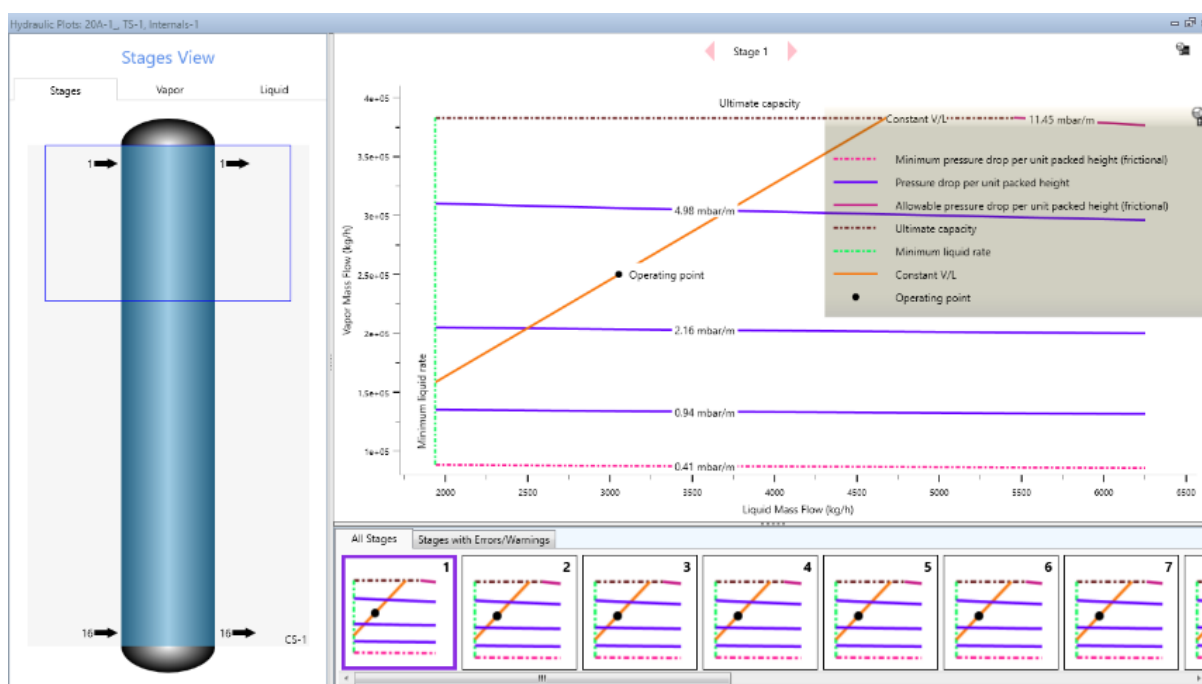 Hydraulic Plots: 20A-1_, TS-1, Internals-1
Stages View
Stages
Vapor
Liquid
1
1
16
16
CS-1
Stage 1
Vapor Mass Flow (kg/h)
4e+05
3.5e+05
3e+05
2.5e+05
2e+05
1.5e+05
1e+05
Ultimate capacity
Constant V/L
11.45 mbar/m
4.98 mbar/m
Operating point
2.16 mbar/m
0.94 mbar/m
0.41 mbar/m
Minimum liquid rate
Minimum pressure drop per unit packed height (frictional)
Pressure drop per unit packed height
Allowable pressure drop per unit packed height (frictional)
Ultimate capacity
Minimum liquid rate
Constant V/L
Operating point
2000 2500 3000 3500 4000 4500 5000 5500 6000 6500
Liquid Mass Flow (kg/h)
All Stages
Stages with Errors/Warnings
1 2 3 4 5 6 7